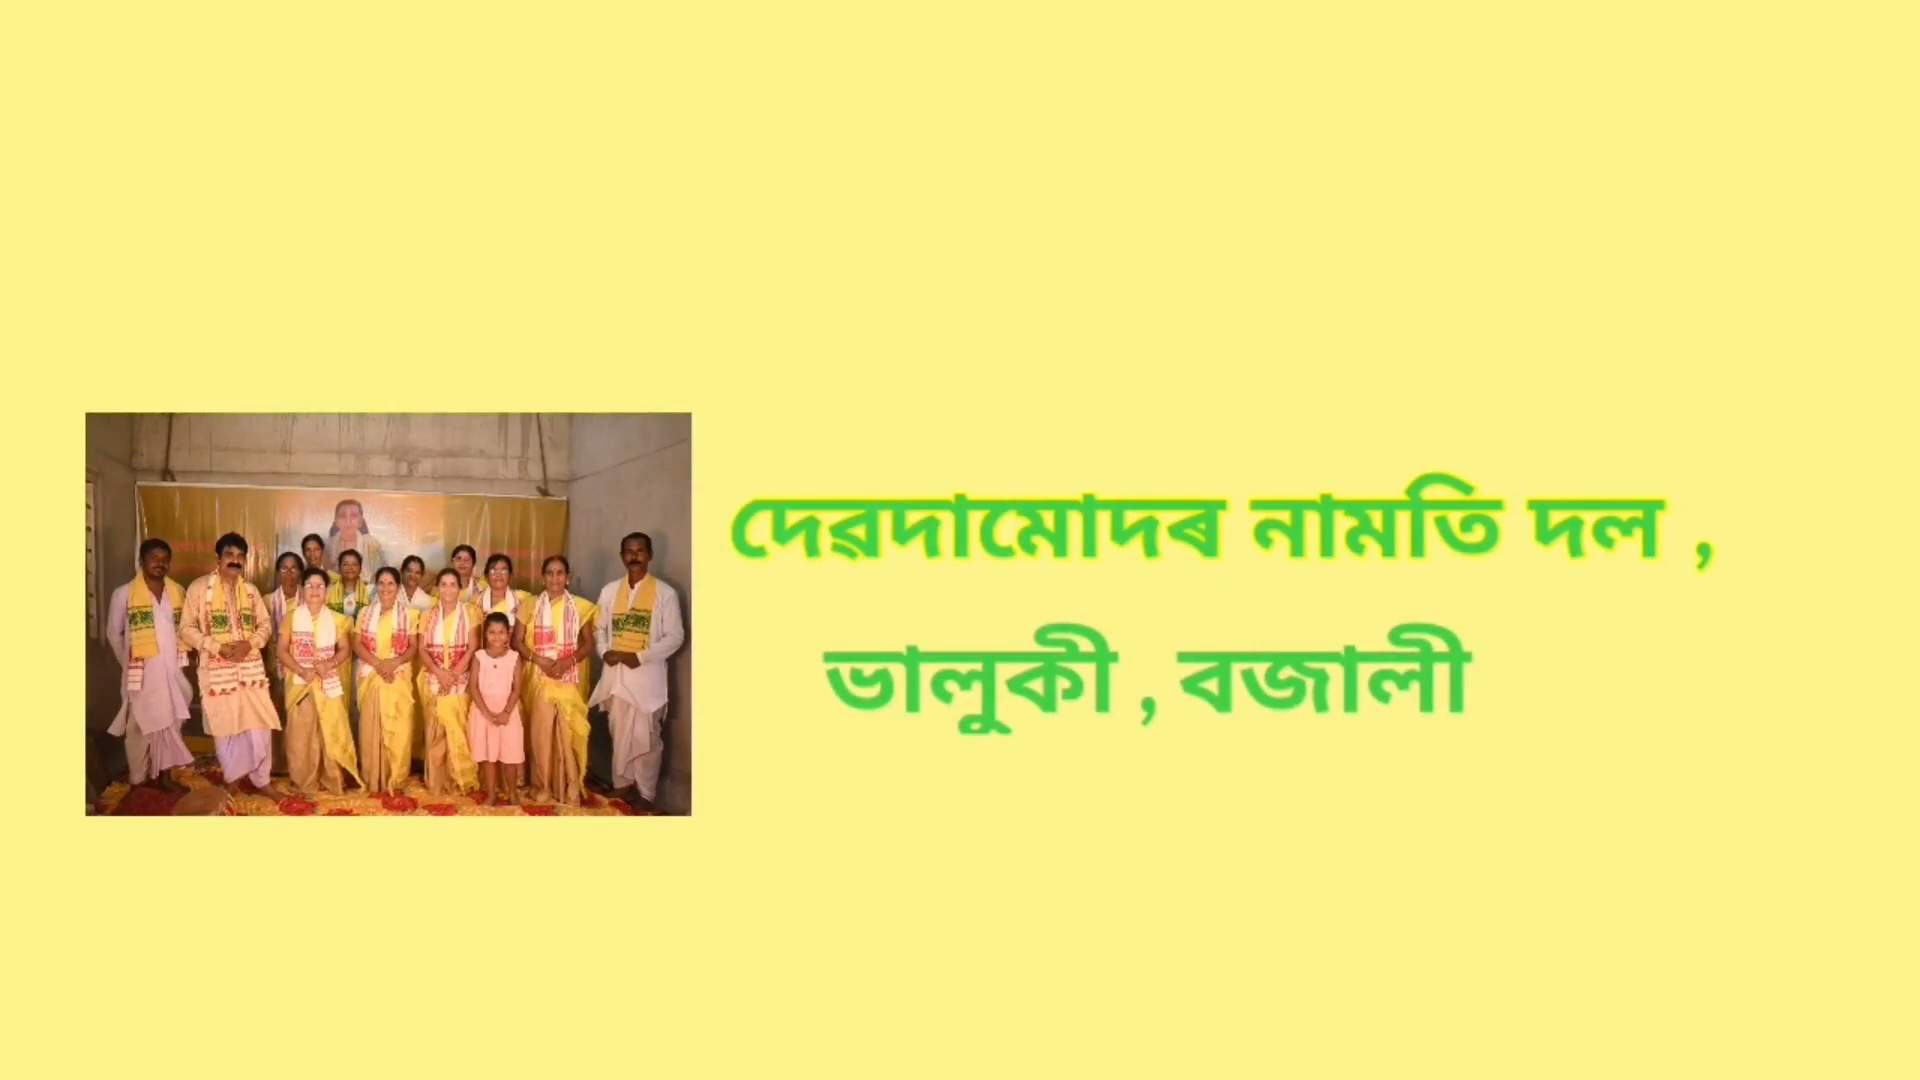 দেৱদামোদৰ নামতি দল ,
ভালুকী , বজালী